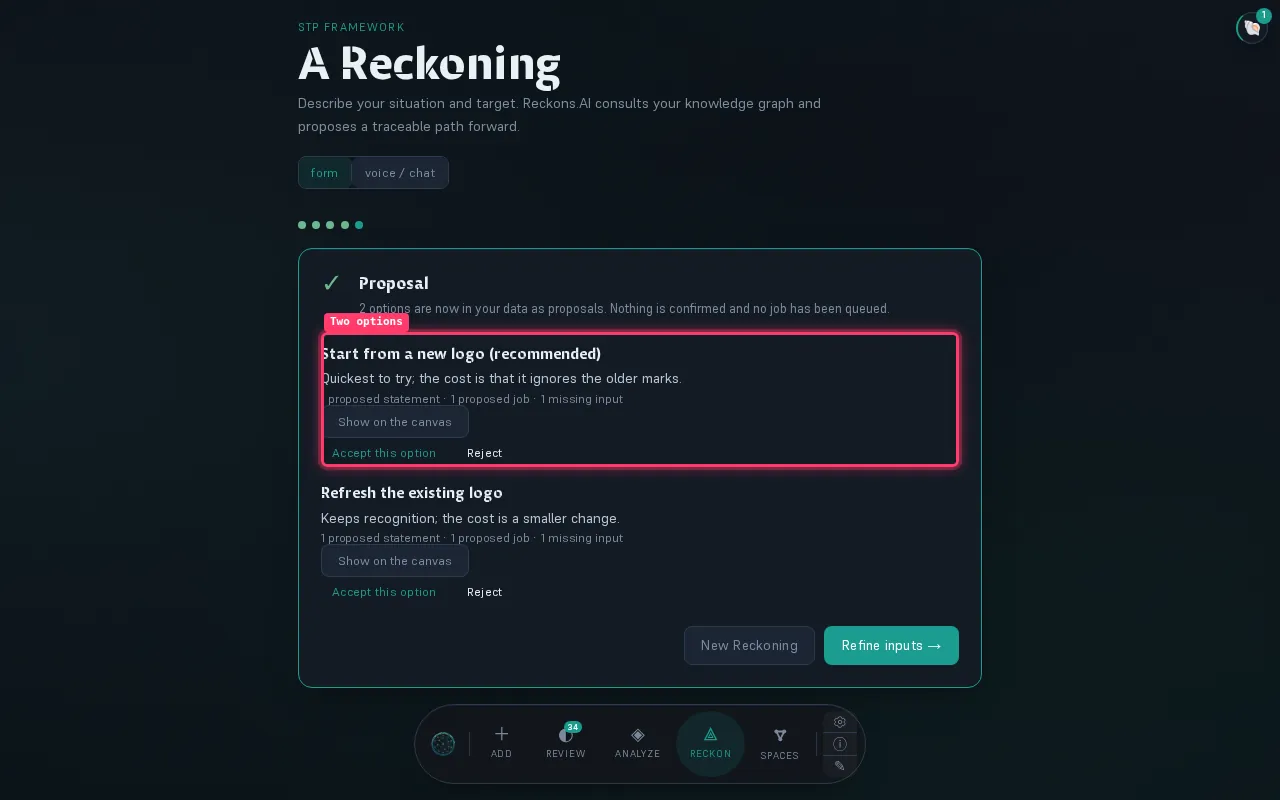 STP FRAMEWORK
1
A Reckoning
Describe your situation and target. Reckons.AI consults your knowledge graph and
proposes a traceable path forward.
form
voice / chat
✓ Proposal
2 options are now in your data as proposals. Nothing is confirmed and no job has been queued.
Two options
Start from a new logo (recommended)
Quickest to try; the cost is that it ignores the older marks.
proposed statement · 1 proposed job · 1 missing input
Show on the canvas
Accept this option Reject
Refresh the existing logo
Keeps recognition; the cost is a smaller change.
1 proposed statement · 1 proposed job · 1 missing input
Show on the canvas
Accept this option Reject
New Reckoning Refine inputs →
34
ADD REVIEW ANALYZE RECKON SPACES